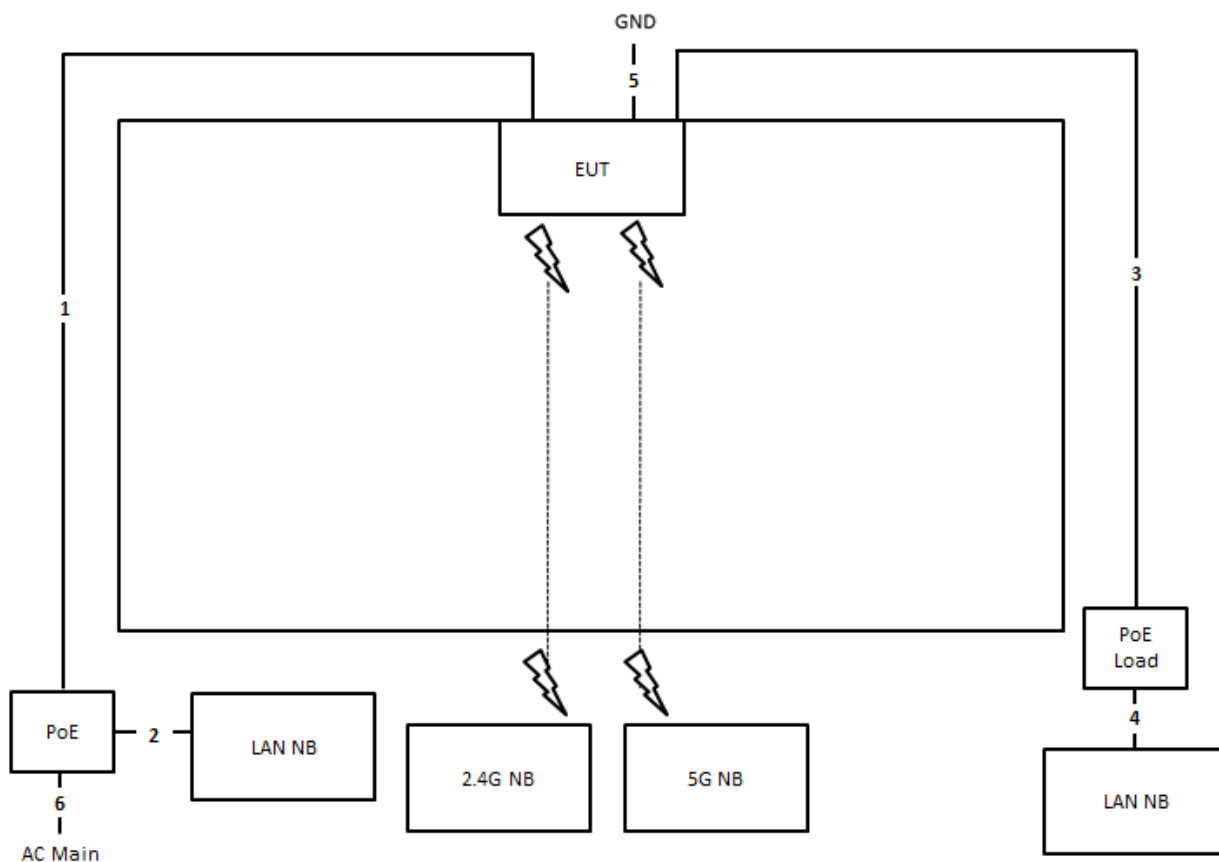 GND
5
EUT
1
3
PoE
Load
4
LAN NB
PoE
2
LAN NB
2.4G NB
5G NB
6
AC Main